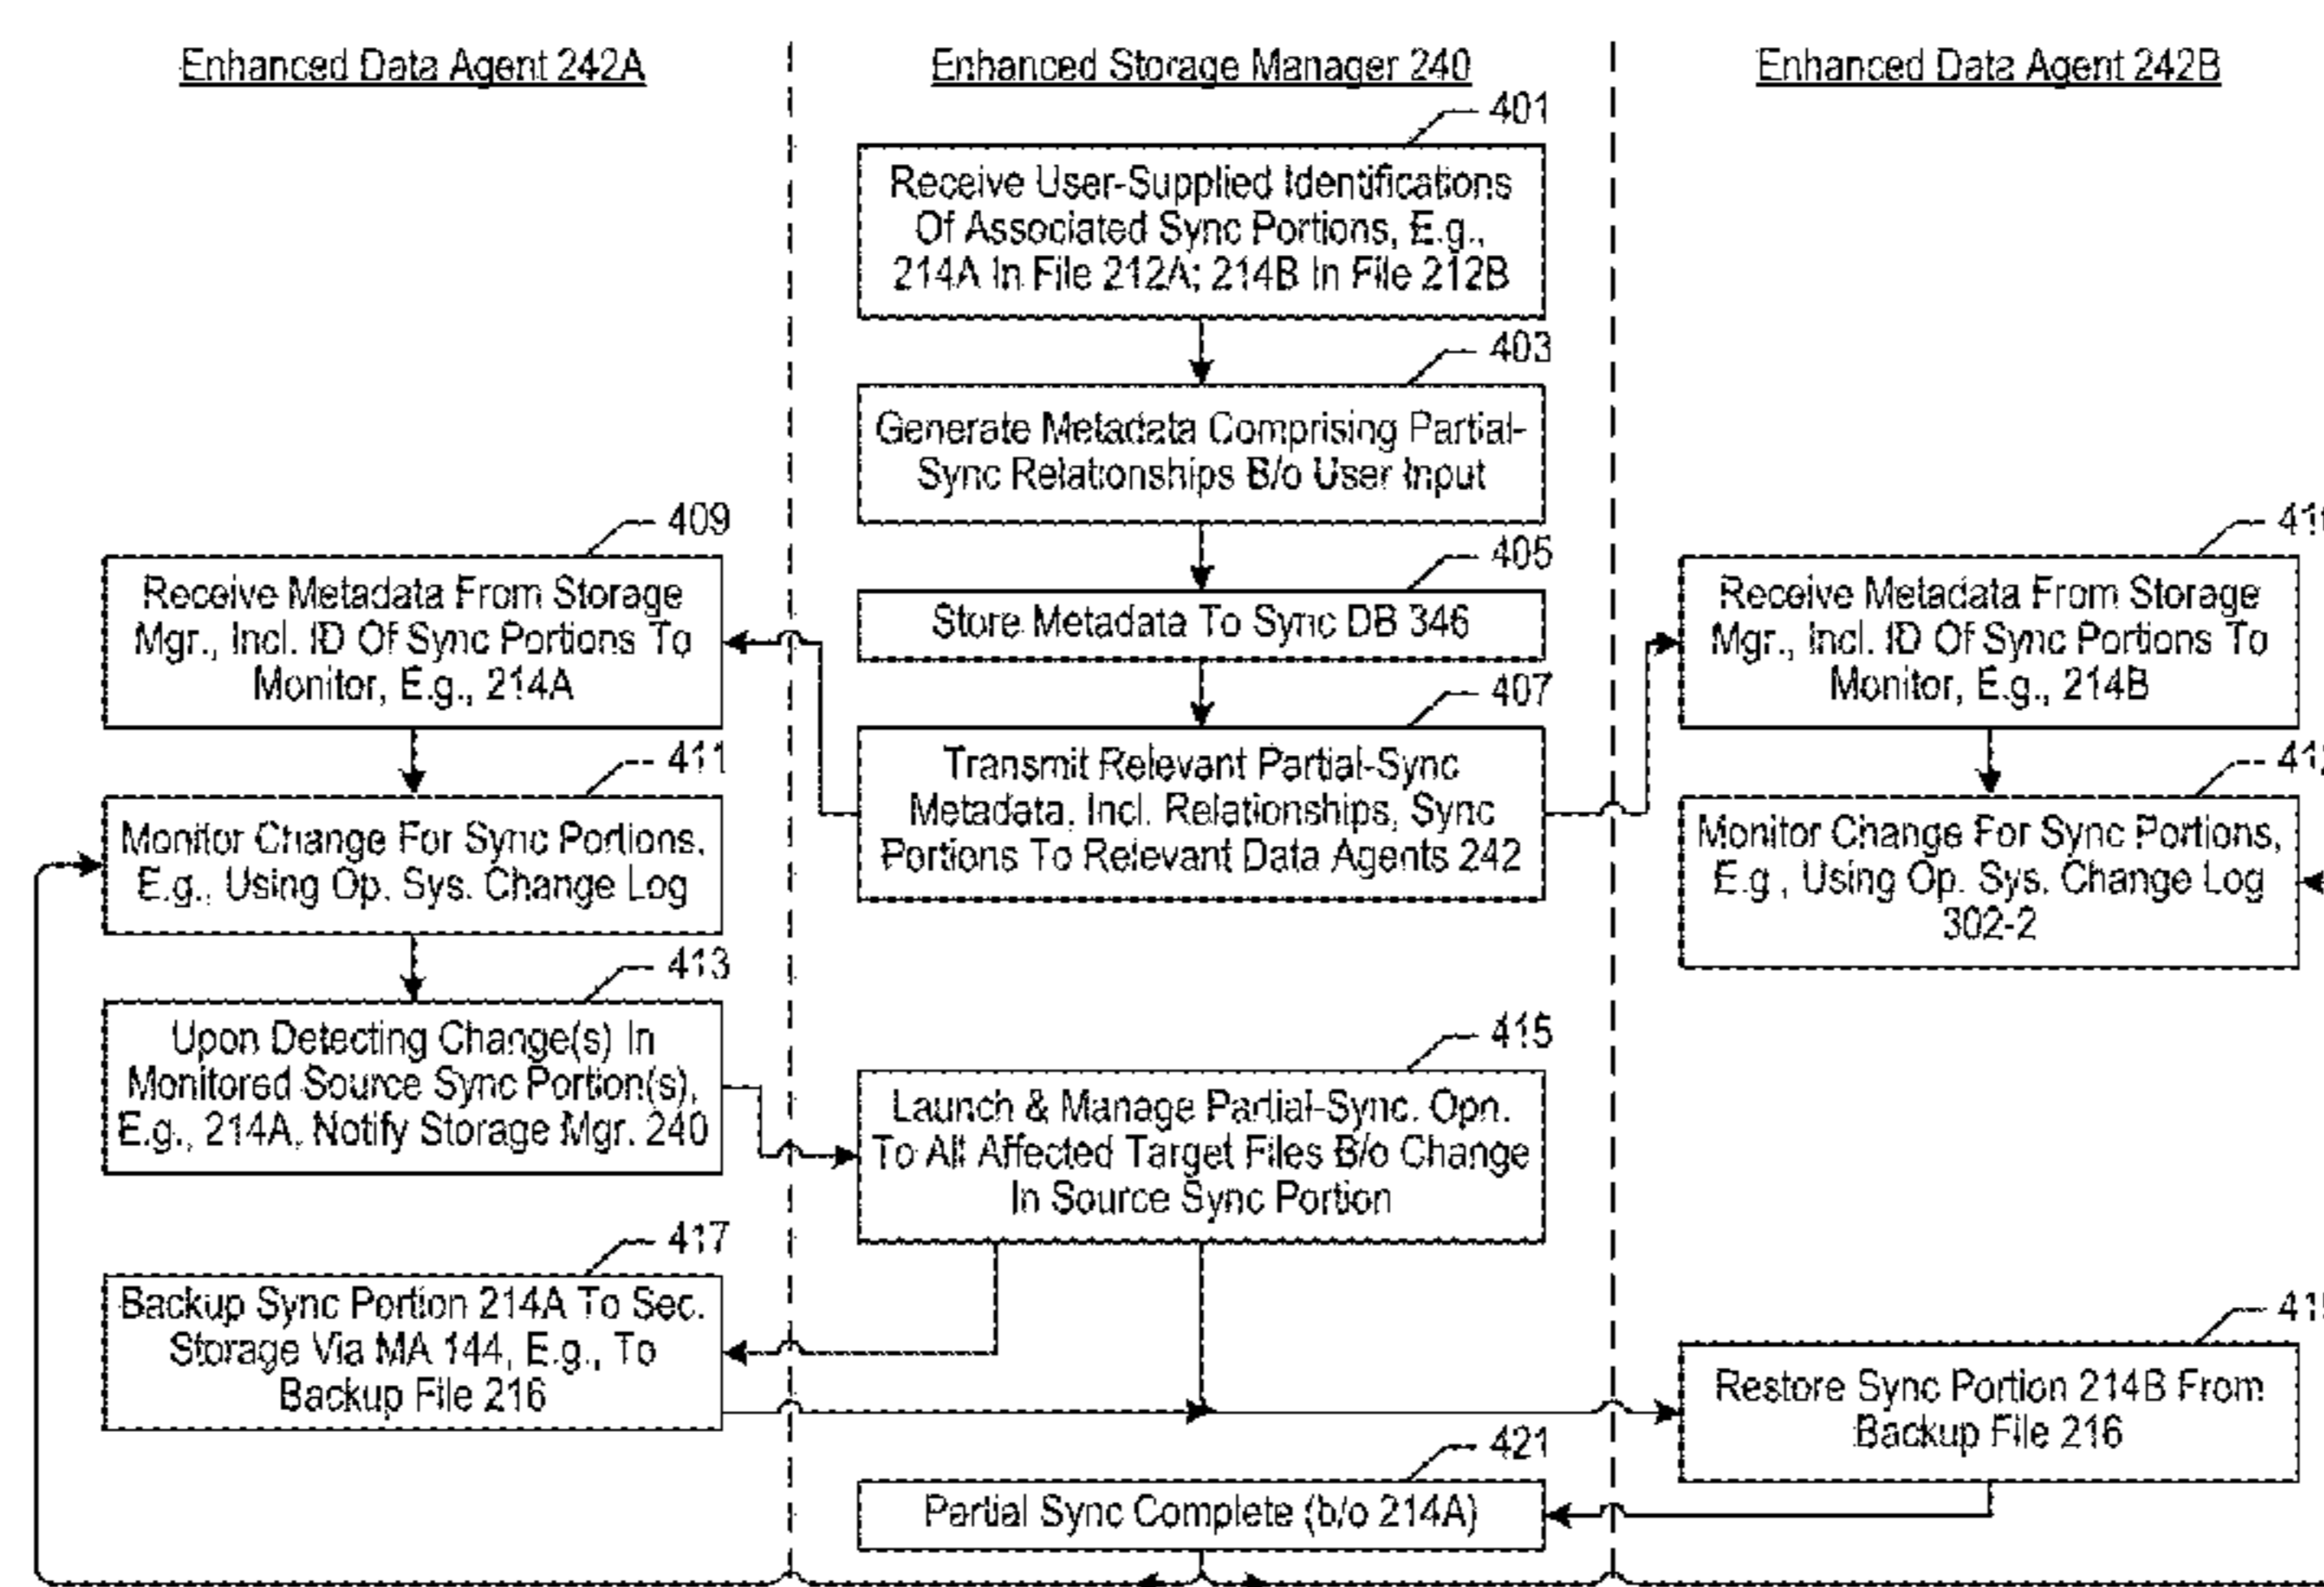 Enhanced Data Agent 242A
Enhanced Storage Manager 240
Enhanced Data Agent 242B
401
Receive User-Supplied Identifications
Of Associated Sync Portions, E.g.,
214A In File 212A; 214B In File 212B
403
Generate Metadata Comprising Partial-
Sync Relationships B/o User Input
405
Store Metadata To Sync DB 346
409
Receive Metadata From Storage
Mgr., Incl. ID Of Sync Portions To
Monitor, E.g., 214A
407
Transmit Relevant Partial-Sync
Metadata, Incl. Relationships, Sync
Portions To Relevant Data Agents 242
Receive Metadata From Storage
Mgr., Incl. ID Of Sync Portions To
Monitor, E.g., 214B
411
Monitor Change For Sync Portions,
E.g., Using Op. Sys. Change Log
Monitor Change For Sync Portions,
E.g., Using Op. Sys. Change Log
302-2
413
Upon Detecting Change(s) In
Monitored Source Sync Portion(s),
E.g., 214A, Notify Storage Mgr. 240
415
Launch & Manage Partial-Sync. Opn.
To All Affected Target Files B/o Change
In Source Sync Portion
417
Backup Sync Portion 214A To Sec.
Storage Via MA 144, E.g., To
Backup File 216
Restore Sync Portion 214B From
Backup File 216
421
Partial Sync Complete (b/o 214A)